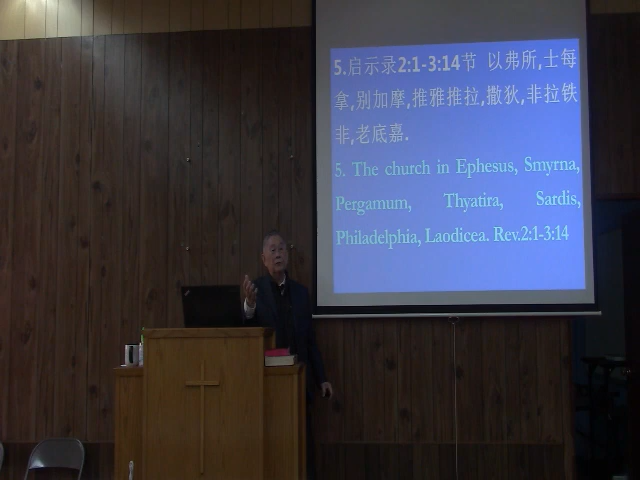 5.启示录2:1-3:14节 以弗所,士每
拿,别加摩,推雅推拉,撒狄,非拉铁
非,老底嘉.
5. The church in Ephesus, Smyrna,
Pergamum, Thyatira, Sardis,
Philadelphia, Laodicea. Rev.2:1-3:14